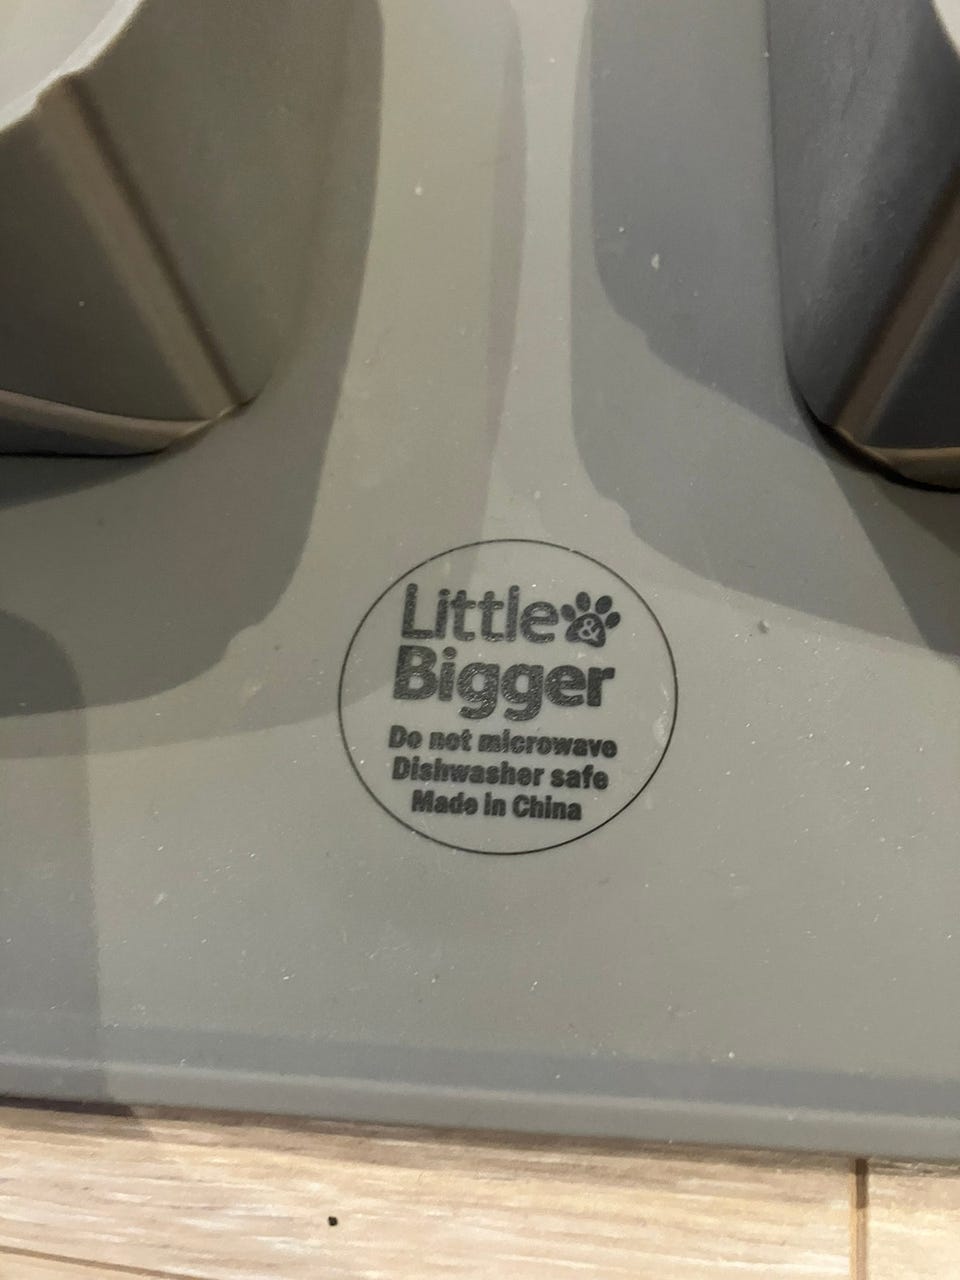 Little &
Bigger
Do not microwave
Dishwasher safe
Made in China